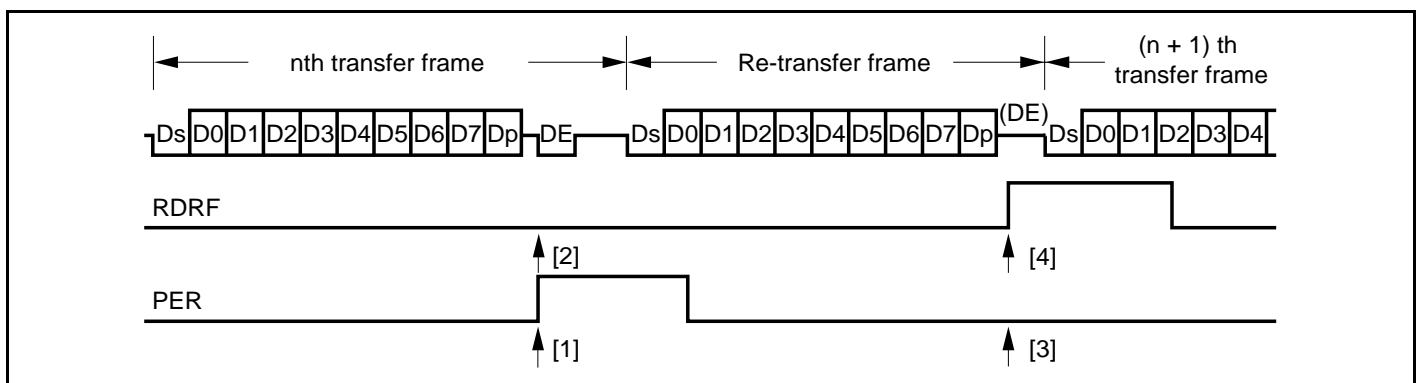 nth transfer frame Re-transfer frame (n + 1) th
transfer frame
Ds D0 D1 D2 D3 D4 D5 D6 D7 Dp DE Ds D0 D1 D2 D3 D4 D5 D6 D7 Dp (DE) Ds D0 D1 D2 D3 D4
RDRF
[2] [4]
PER
[1] [3]